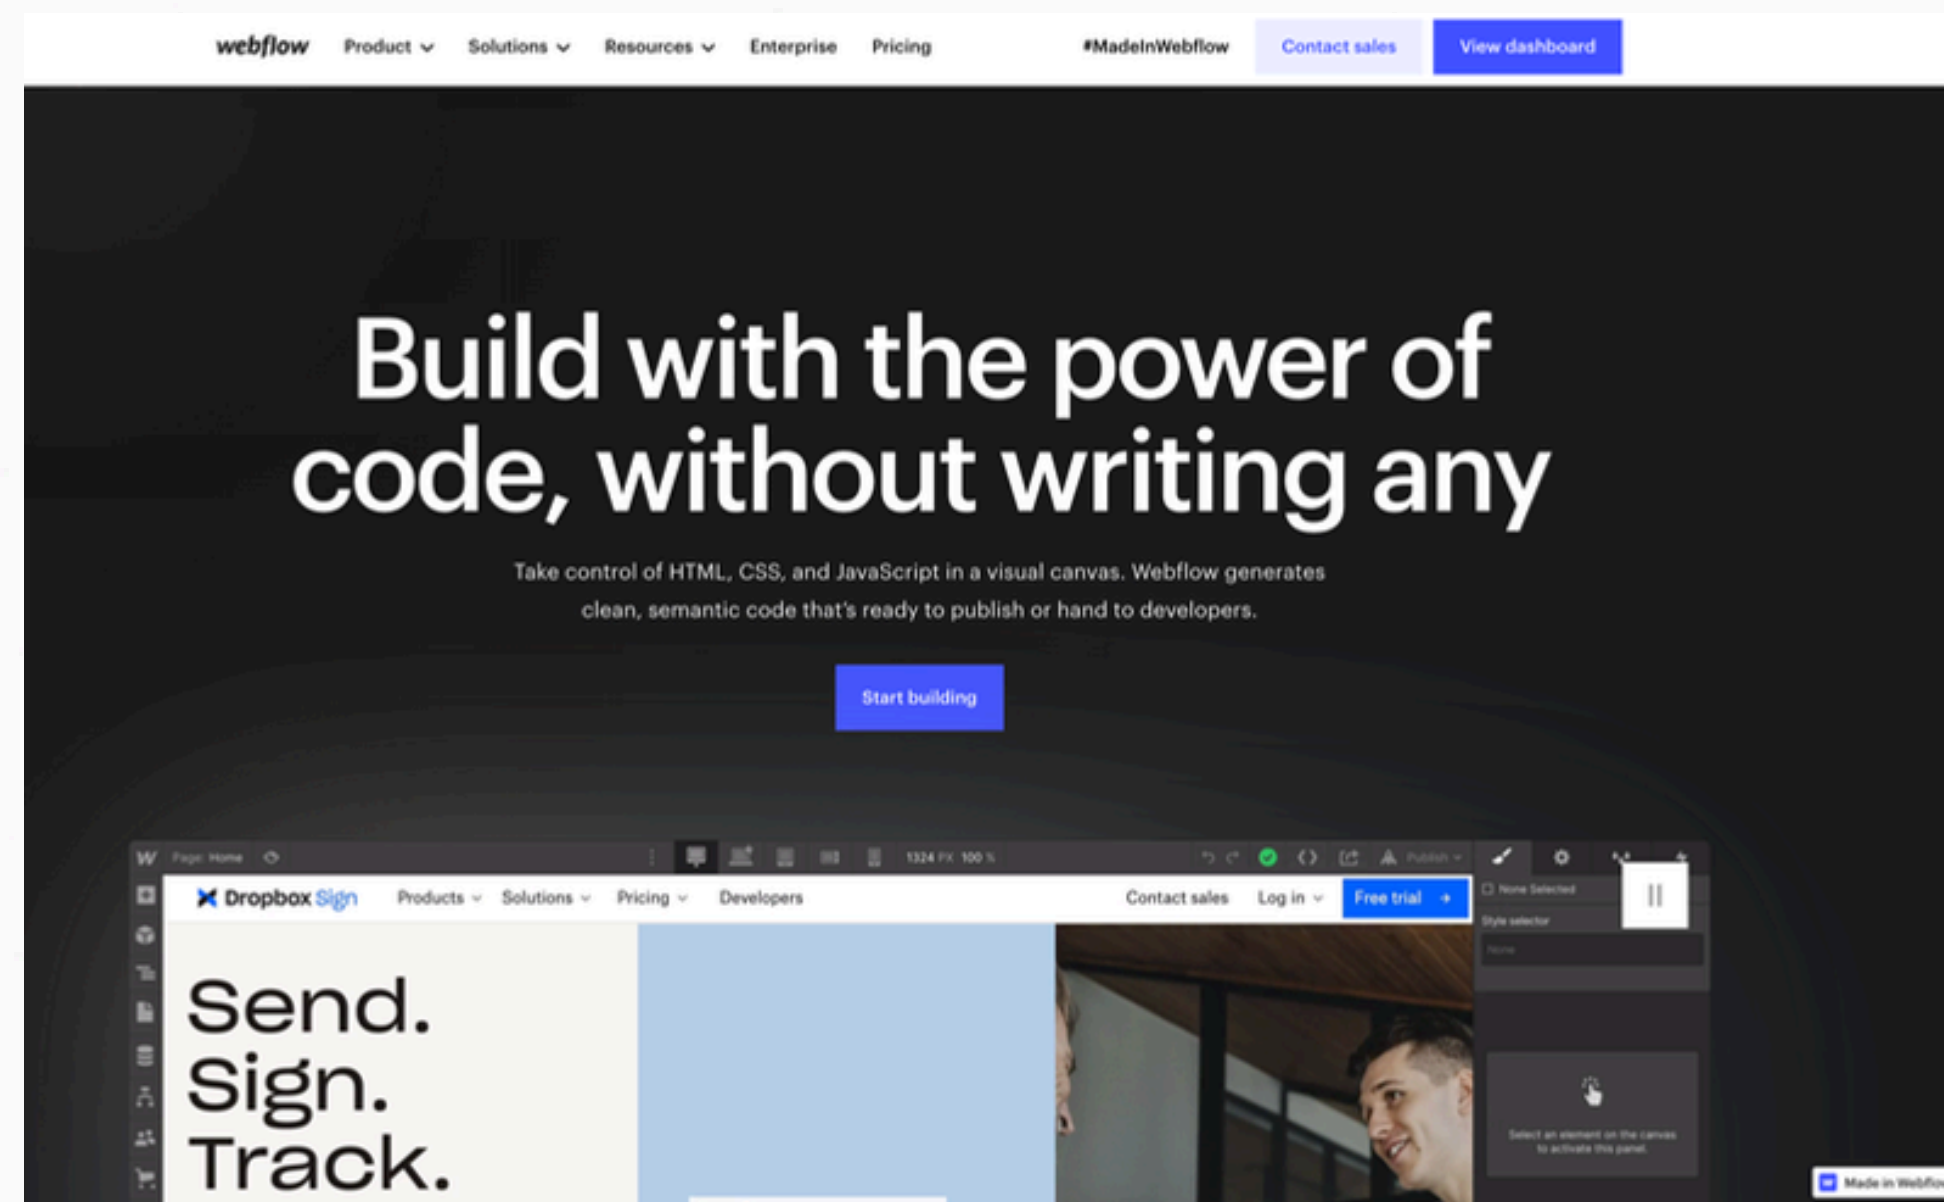 webflow Product Solutions Resources Enterprise Pricing #MadeInWebflow Contact sales View dashboard
Build with the power of
code, without writing any
Take control of HTML, CSS, and JavaScript in a visual canvas. Webflow generates
clean, semantic code that's ready to publish or hand to developers.
Start building
W Page: Home 1324 PX 100 % Publish
Dropbox Sign Products Solutions Pricing Developers Contact sales Log in Free trial
None Selected
Style selector
None
Send.
Sign.
Track.
Select an element on the canvas
to activate this panel.
Made in Webflow